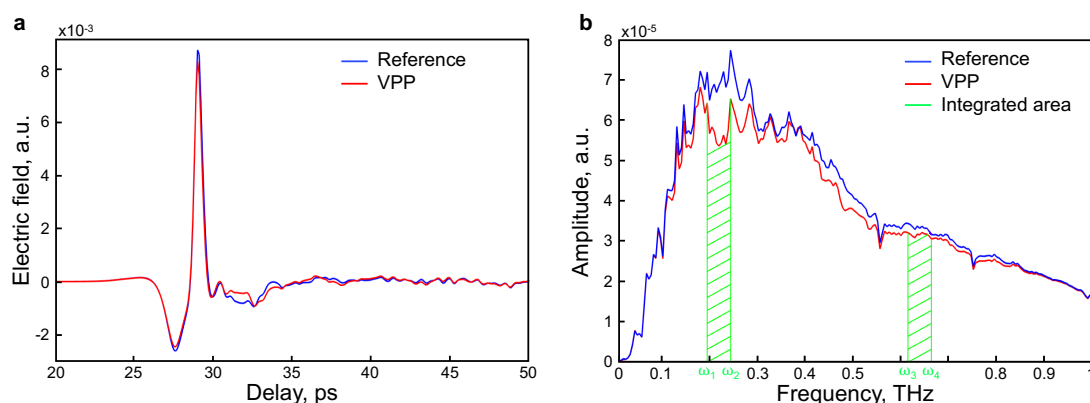 a
x10-3
Electric field, a.u.
8
6
4
2
0
-2
20 25 30 35 40 45 50
Delay, ps
Reference
VPP
b
x10-5
Amplitude, a.u.
8
7
6
5
4
3
2
1
0
0 0.1 ω1 ω2 0.3 0.5 ω3 ω4 0.8 0.9 1
Frequency, THz
Reference
VPP
Integrated area